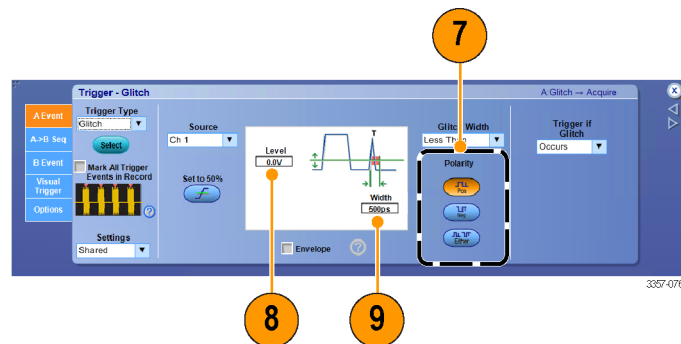 7
Trigger - Glitch
A:Glitch → Acquire
A Event
A->B Seq
B Event
Visual
Trigger
Options
Trigger Type
Glitch
Select
Mark All Trigger
Events in Record
Settings
Shared
Source
Ch 1
Set to 50%
Level
0.0V
T
Width
500ps
Envelope
Glitch Width
Less Than
Polarity
Pos
Neg
Either
Trigger if
Glitch
Occurs
8
9
3357-076